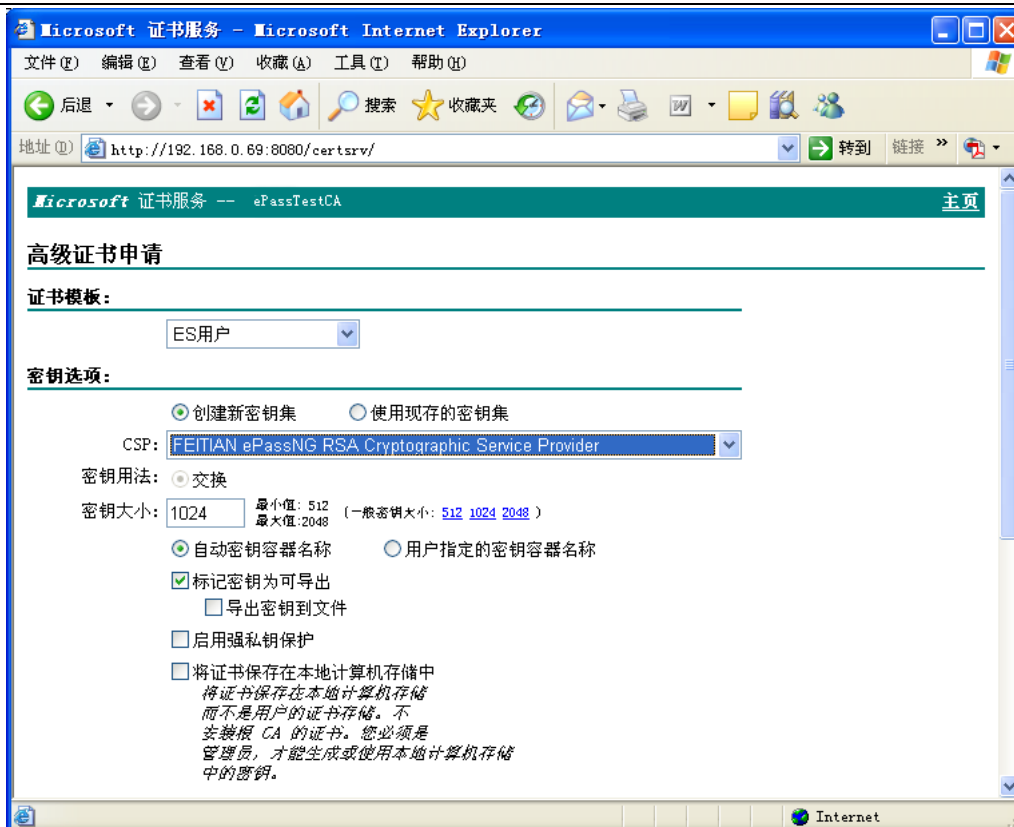 Microsoft 证书服务 - Microsoft Internet Explorer
文件(F) 编辑(E) 查看(V) 收藏(A) 工具(T) 帮助(H)
后退 搜索 收藏夹
地址(D) http://192.168.0.69:8080/certsrv/ 转到 链接 »
Microsoft 证书服务 -- ePassTestCA 主页
高级证书申请
证书模板:
ES用户
密钥选项:
创建新密钥集 使用现存的密钥集
CSP: FEITIAN ePassNG RSA Cryptographic Service Provider
密钥用法: 交换
密钥大小: 1024 最小值: 512 (一般密钥大小: 512 1024 2048 )
最大值:2048
自动密钥容器名称 用户指定的密钥容器名称
标记密钥为可导出
导出密钥到文件
启用强私钥保护
将证书保存在本地计算机存储中
将证书保存在本地计算机存储
而不是用户的证书存储。不
安装根 CA 的证书。您必须是
管理员，才能生成或使用本地计算机存储
中的密钥。
Internet